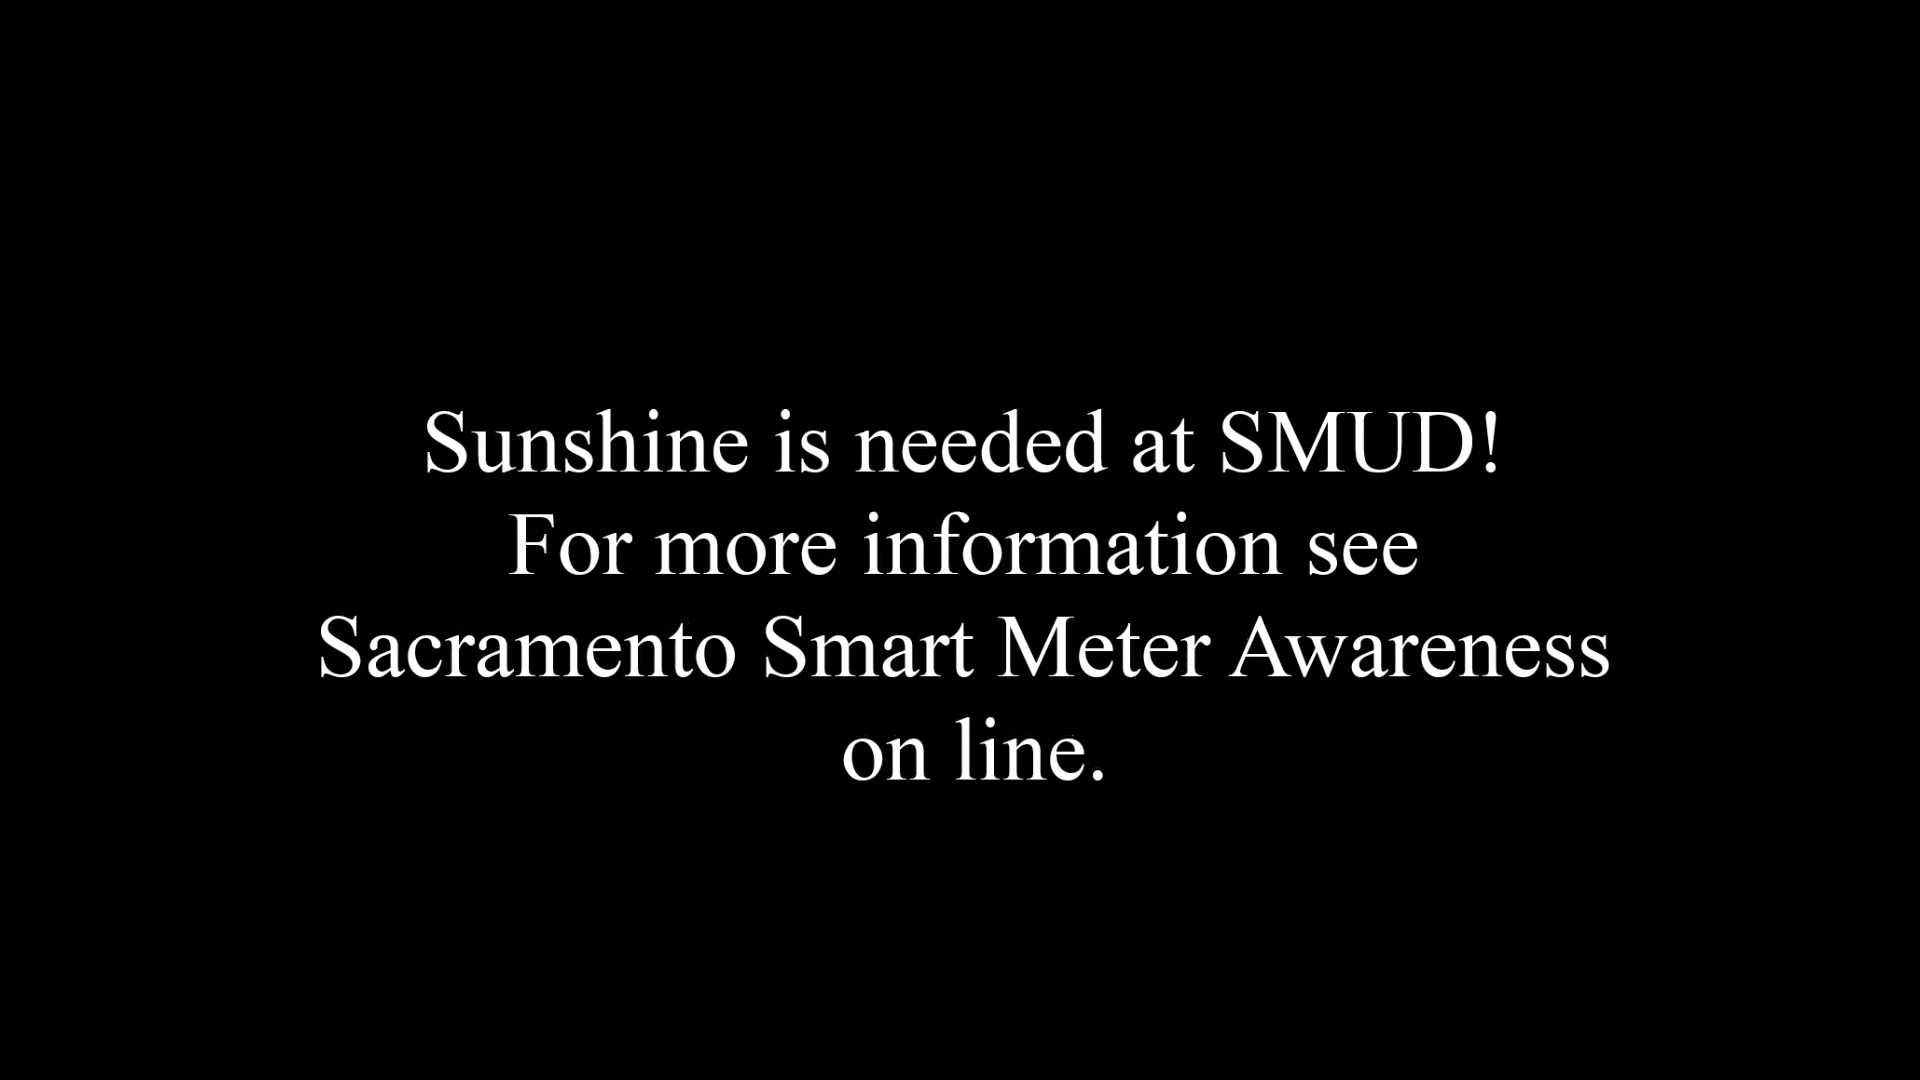 Sunshine is needed at SMUD!
For more information see
Sacramento Smart Meter Awareness
on line.